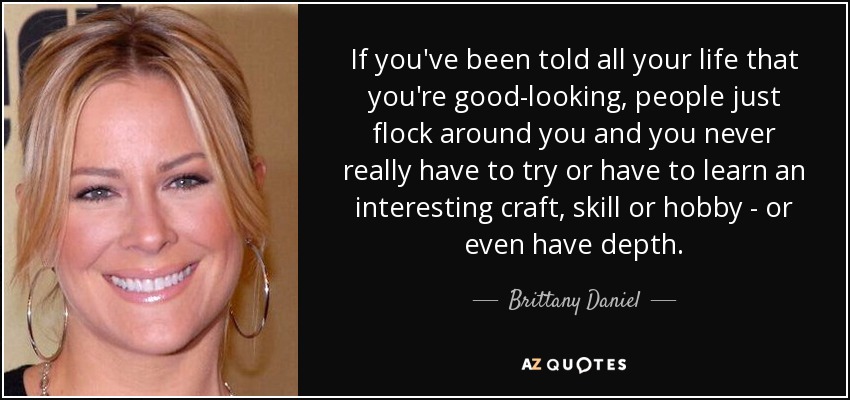 If you've been told all your life that
you're good-looking, people just
flock around you and you never
really have to try or have to learn an
interesting craft, skill or hobby - or
even have depth.
Brittany Daniel
AZ QUOTES